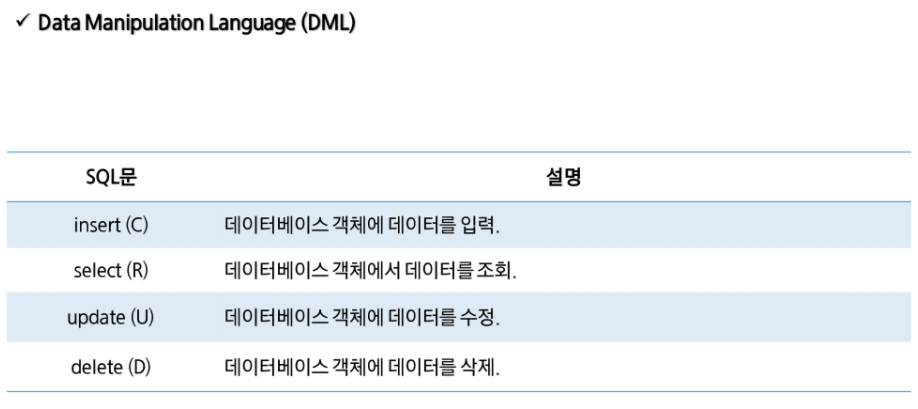 ✓ Data Manipulation Language (DML)
SQL문 설명
insert (C) 데이터베이스 객체에 데이터를 입력.
select (R) 데이터베이스 객체에서 데이터를 조회.
update (U) 데이터베이스 객체에 데이터를 수정.
delete (D) 데이터베이스 객체에 데이터를 삭제.